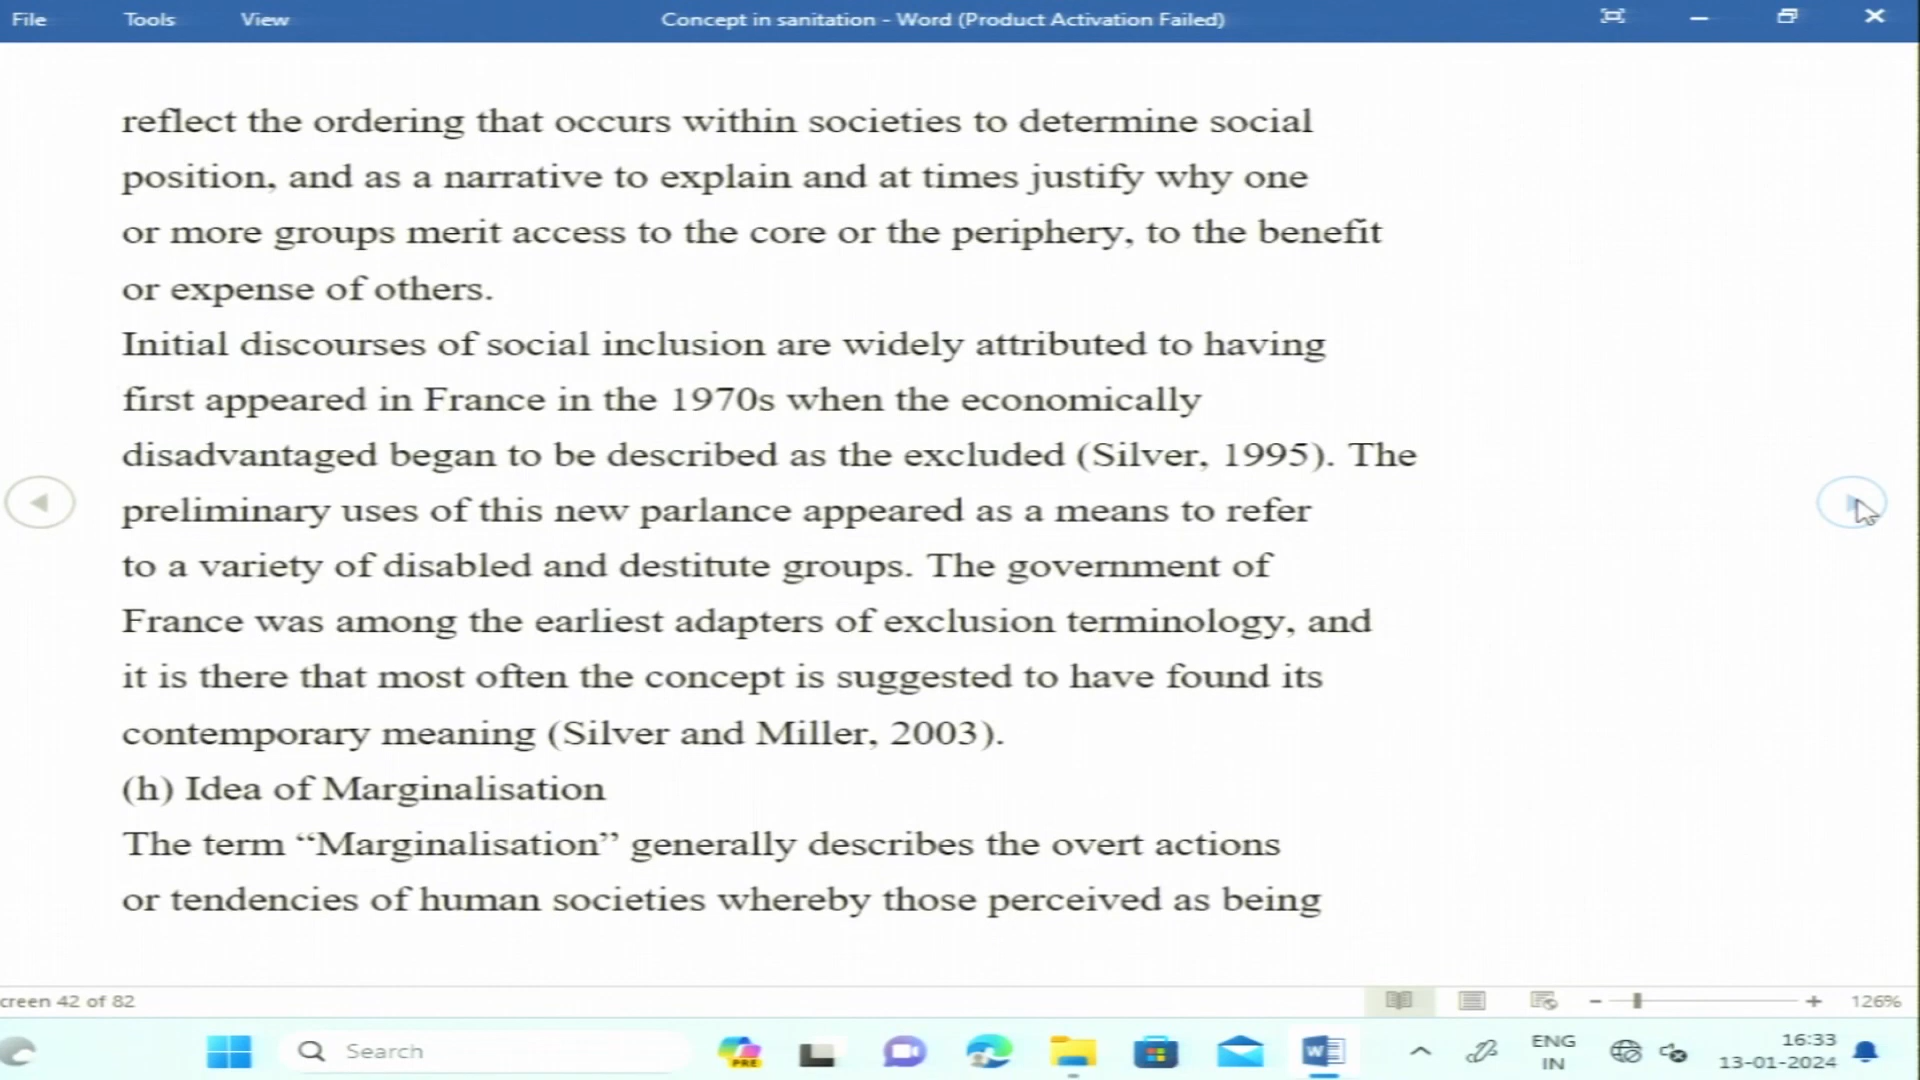 File Tools View Concept in sanitation - Word (Product Activation Failed)
reflect the ordering that occurs within societies to determine social
position, and as a narrative to explain and at times justify why one
or more groups merit access to the core or the periphery, to the benefit
or expense of others.
Initial discourses of social inclusion are widely attributed to having
first appeared in France in the 1970s when the economically
disadvantaged began to be described as the excluded (Silver, 1995). The
preliminary uses of this new parlance appeared as a means to refer
to a variety of disabled and destitute groups. The government of
France was among the earliest adapters of exclusion terminology, and
it is there that most often the concept is suggested to have found its
contemporary meaning (Silver and Miller, 2003).
(h) Idea of Marginalisation
The term “Marginalisation” generally describes the overt actions
or tendencies of human societies whereby those perceived as being
creen 42 of 82 126%
Search PRE ENG 16:33
IN 13-01-2024